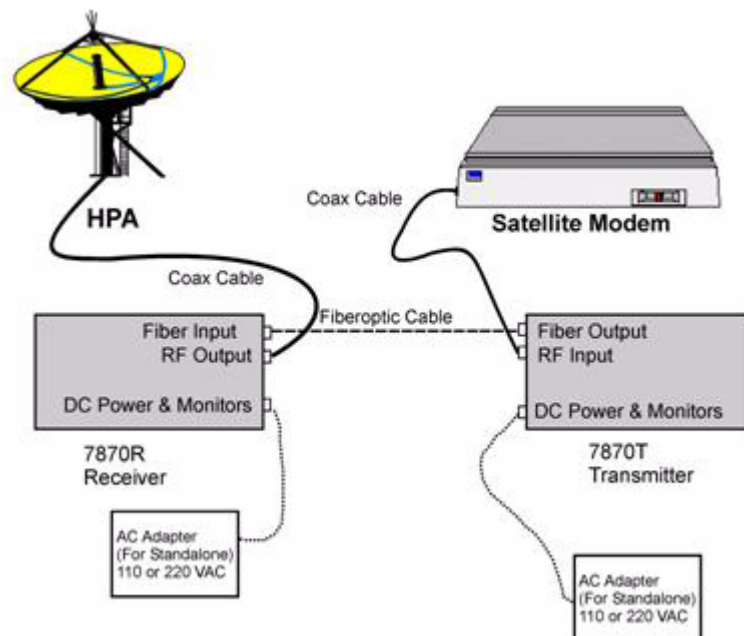 HPA
Coax Cable
Satellite Modem
Coax Cable
Fiberoptic Cable
Fiber Input
RF Output
DC Power & Monitors
7870R
Receiver
Fiber Output
RF Input
DC Power & Monitors
7870T
Transmitter
AC Adapter
(For Standalone)
110 or 220 VAC
AC Adapter
(For Standalone)
110 or 220 VAC